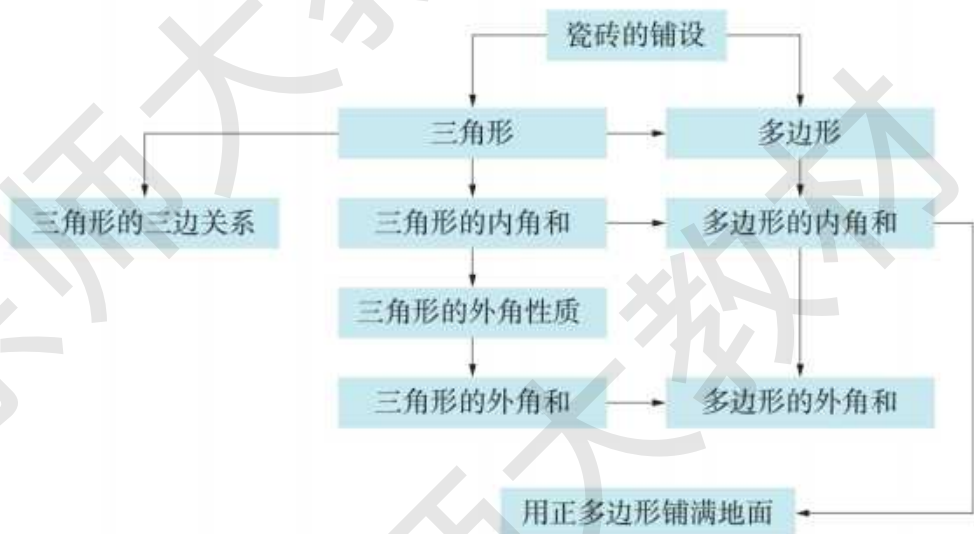 瓷砖的铺设
三角形
多边形
三角形的三边关系
三角形的内角和
多边形的内角和
三角形的外角性质
三角形的外角和
多边形的外角和
用正多边形铺满地面